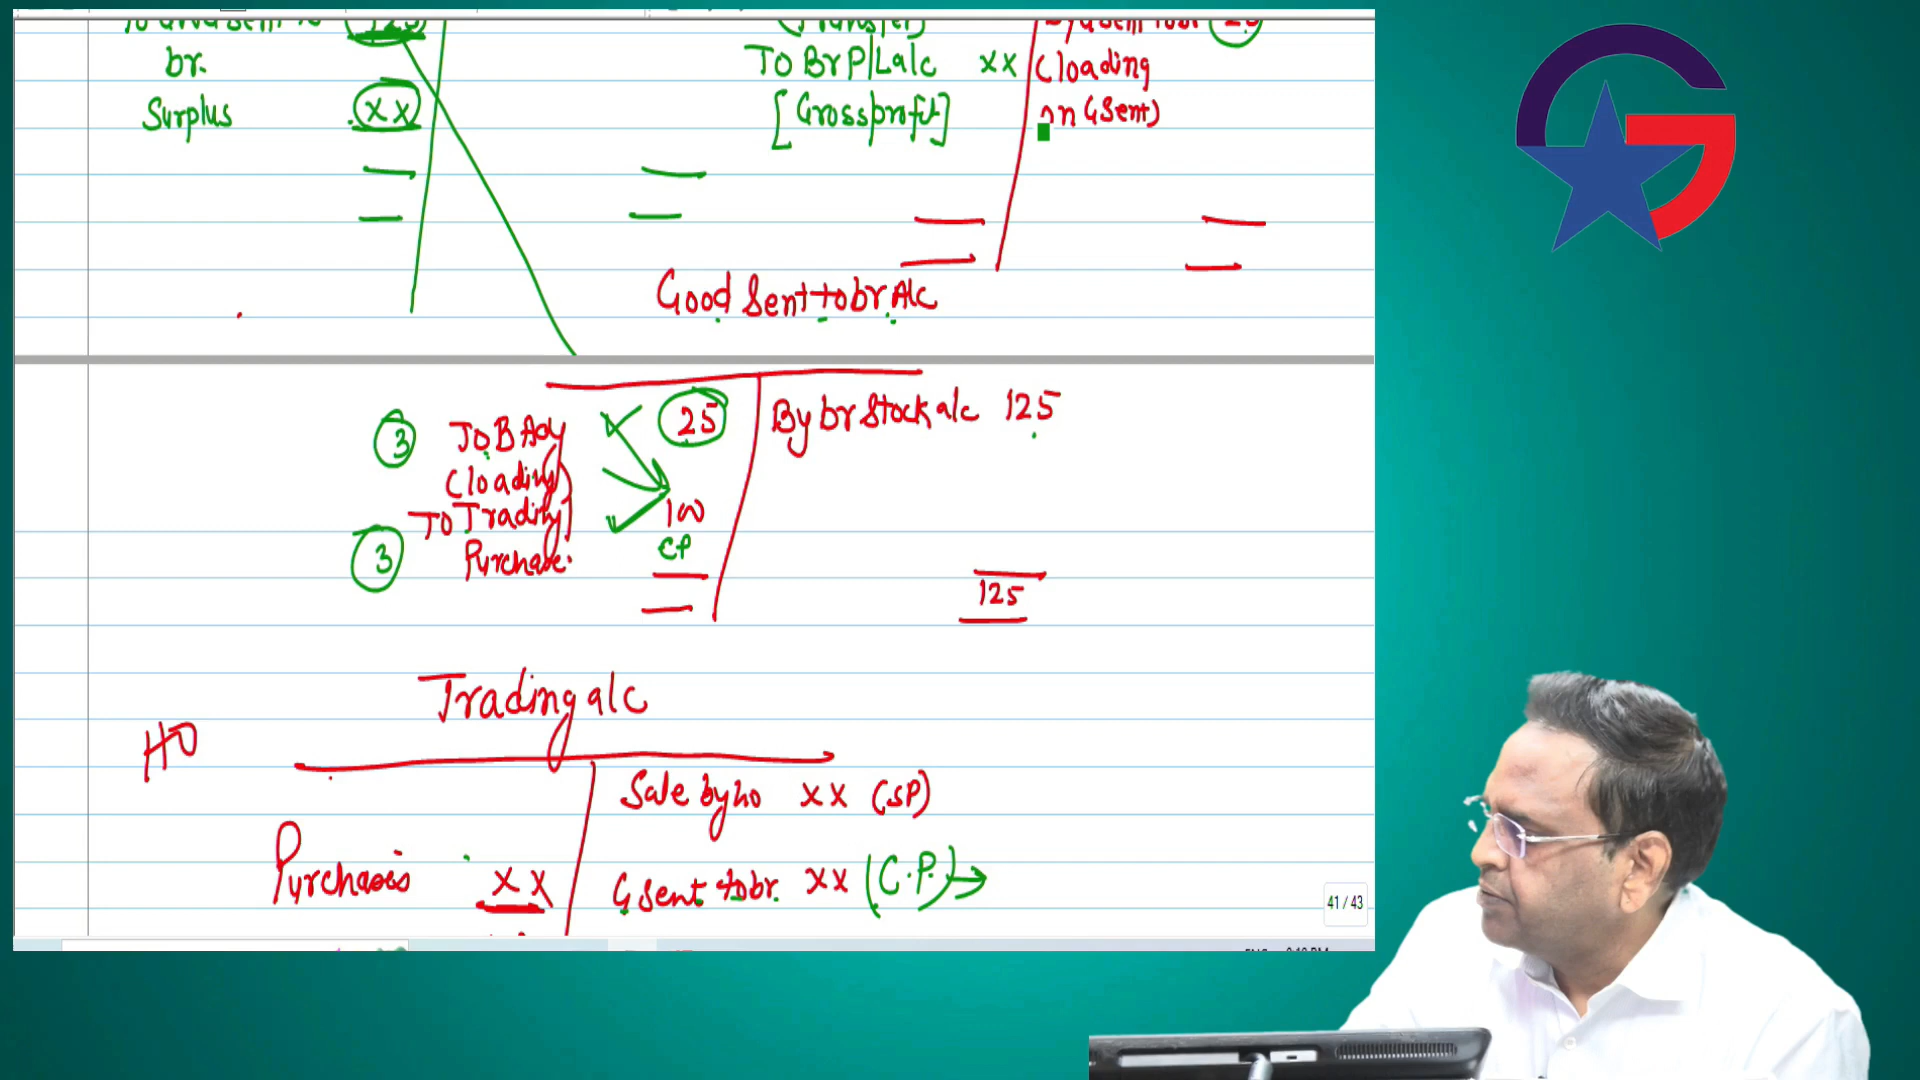 br.
Surplus xx
To Br P/L a/c xx
[Gross profit]
(loading
on G Sent)
Good Sent to br A/c
3 To B Adj 25
(loading)
To Trading 100
3 Purchase. CP
By br Stock a/c 125
125
Trading a/c
HO
Sale by ho xx (SP)
Purchases xx
G sent to br. xx (C.P.)
41 / 43